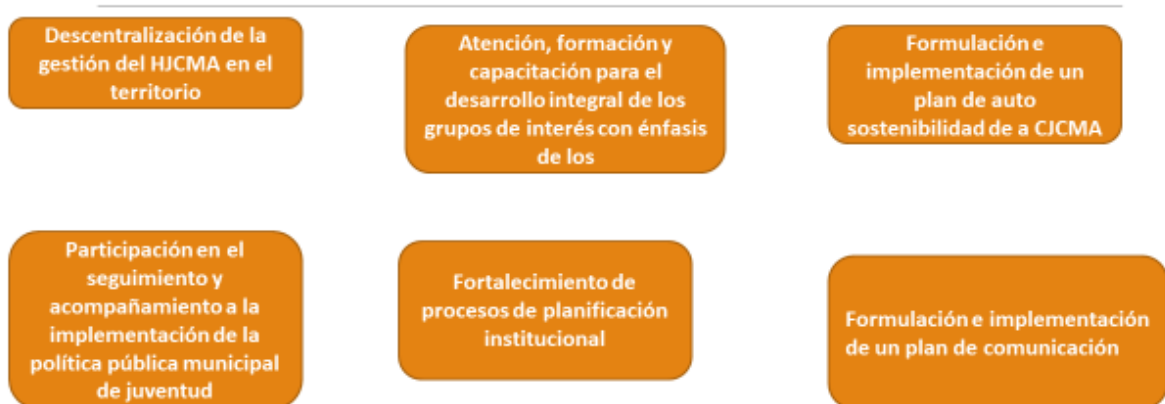 Descentralización de la
gestión del HJCMA en el
territorio
Atención, formación y
capacitación para el
desarrollo integral de los
grupos de interés con énfasis
de los
Formulación e
implementación de un
plan de auto
sostenibilidad de a CJCMA
Participación en el
seguimiento y
acompañamiento a la
implementación de la
política pública municipal
de juventud
Fortalecimiento de
procesos de planificación
institucional
Formulación e implementación
de un plan de comunicación